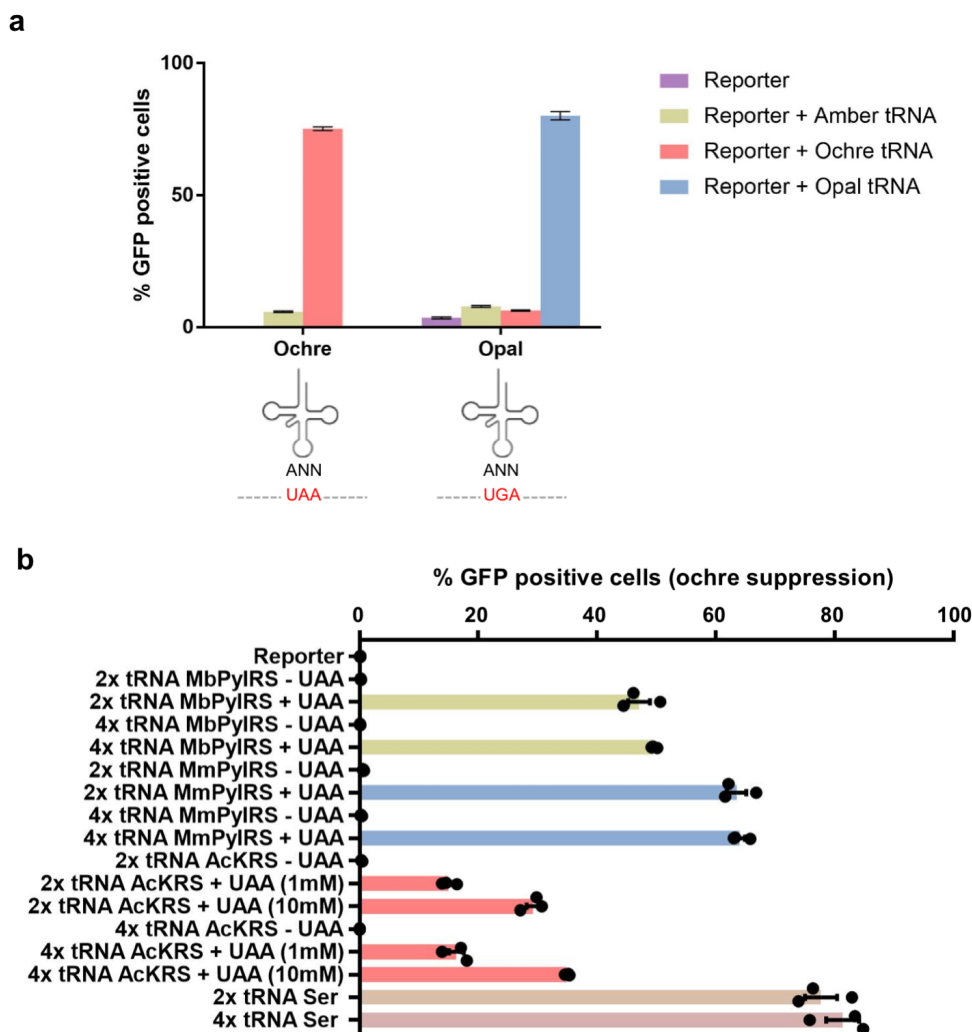 a
100
50
0
% GFP positive cells
Reporter
Reporter + Amber tRNA
Reporter + Ochre tRNA
Reporter + Opal tRNA
Ochre
Opal
ANN
ANN
UAA
UGA
b
% GFP positive cells (ochre suppression)
0 20 40 60 80 100
Reporter
2x tRNA MbPylRS - UAA
2x tRNA MbPylRS + UAA
4x tRNA MbPylRS - UAA
4x tRNA MbPylRS + UAA
2x tRNA MmPylRS - UAA
2x tRNA MmPylRS + UAA
4x tRNA MmPylRS - UAA
4x tRNA MmPylRS + UAA
2x tRNA AcKRS - UAA
2x tRNA AcKRS + UAA (1mM)
2x tRNA AcKRS + UAA (10mM)
4x tRNA AcKRS - UAA
4x tRNA AcKRS + UAA (1mM)
4x tRNA AcKRS + UAA (10mM)
2x tRNA Ser
4x tRNA Ser